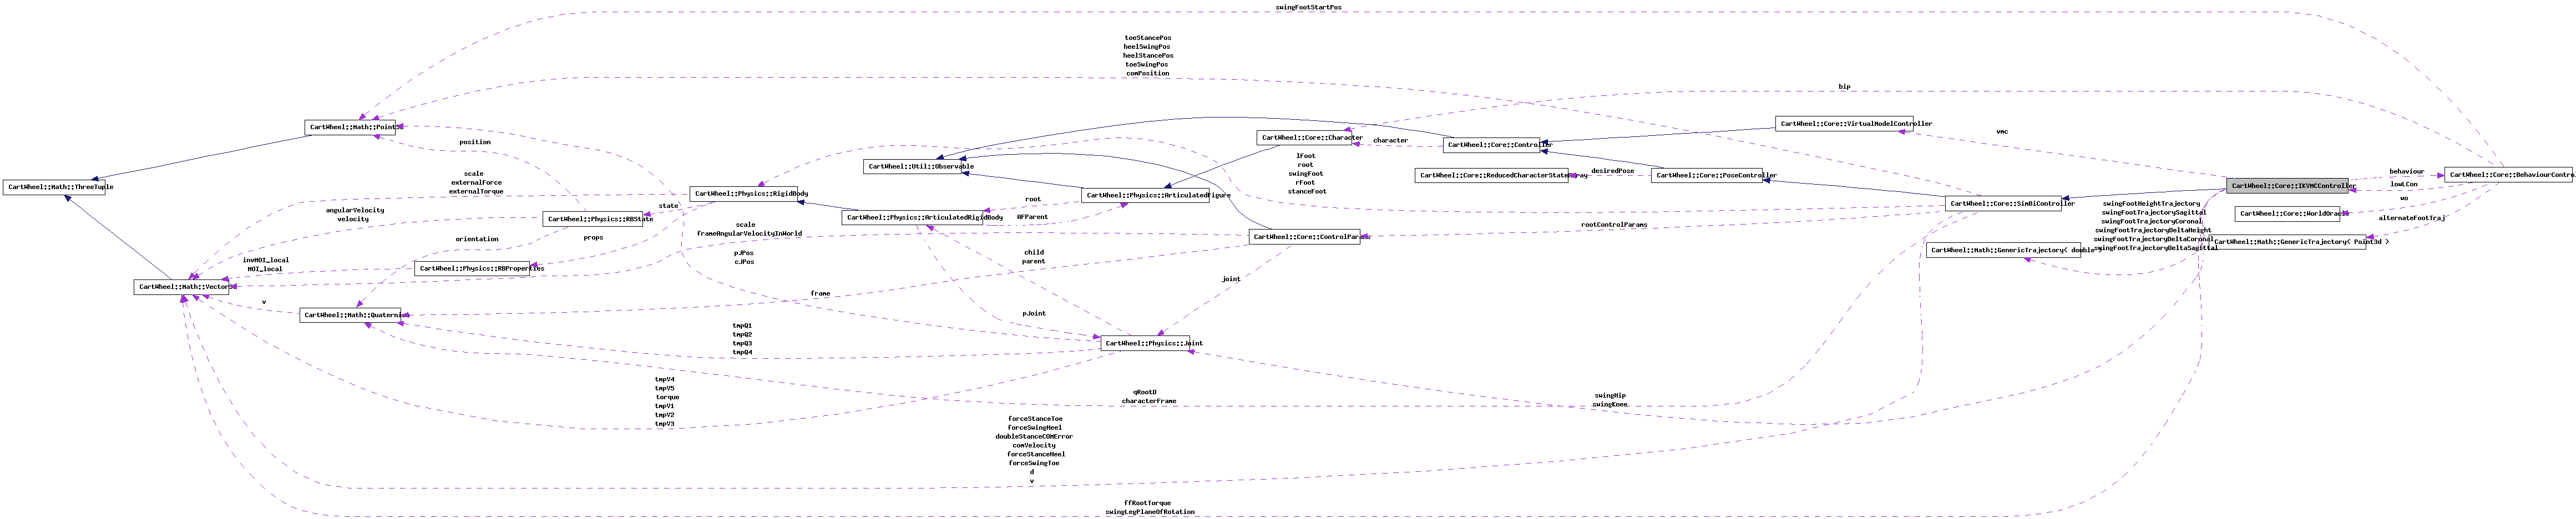 swingFootStartPos
toeStancePos
heelSwingPos
heelStancePos
toeSwingPos
comPosition
bip
CartWheel::Math::Point3d
CartWheel::Core::VirtualModelController
vmc
position
CartWheel::Core::Character
character
CartWheel::Core::Controller
CartWheel::Util::Observable
lFoot
root
swingFoot
rFoot
stanceFoot
desiredPose
CartWheel::Core::ReducedCharacterStateArray
CartWheel::Core::PoseController
behaviour
CartWheel::Core::BehaviourContro
lowLCon
CartWheel::Core::IKVMCController
CartWheel::Math::ThreeTuple
scale
externalForce
externalTorque
CartWheel::Physics::RigidBody
CartWheel::Physics::ArticulatedFigure
root
wo
CartWheel::Core::SimBiController
state
angularVelocity
velocity
CartWheel::Physics::RBState
CartWheel::Physics::ArticulatedRigidBody
AFParent
swingFootHeightTrajectory
swingFootTrajectorySagittal
swingFootTrajectoryCoronal
swingFootTrajectoryDeltaHeight
swingFootTrajectoryDeltaCoronal
swingFootTrajectoryDeltaSagittal
CartWheel::Core::WorldOracle
alternateFootTraj
rootControlParams
scale
frameAngularVelocityInWorld
orientation
props
CartWheel::Core::ControlParams
CartWheel::Math::GenericTrajectory< Point3d >
CartWheel::Math::GenericTrajectory< double >
pJPos
cJPos
child
parent
invMOI_local
MOI_local
CartWheel::Physics::RBProperties
joint
CartWheel::Math::Vector3d
frame
v
CartWheel::Math::Quaternion
pJoint
tmpQ1
tmpQ2
tmpQ3
tmpQ4
CartWheel::Physics::Joint
tmpV4
tmpV5
torque
tmpV1
tmpV2
tmpV3
qRootD
characterFrame
swingHip
swingKnee
forceStanceToe
forceSwingHeel
doubleStanceCOMError
comVelocity
forceStanceHeel
forceSwingToe
d
v
ffRootTorque
swingLegPlaneOfRotation